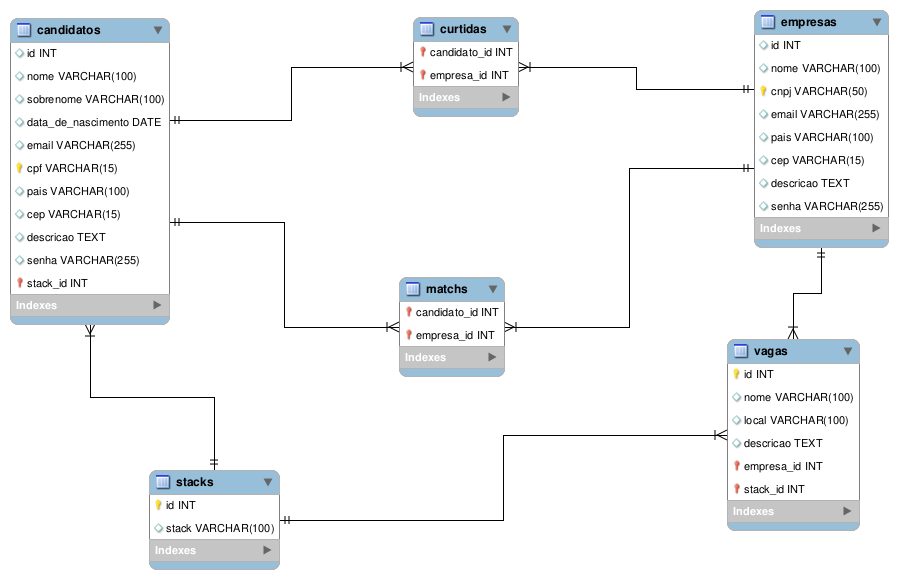 candidatos
id INT
nome VARCHAR(100)
sobrenome VARCHAR(100)
data_de_nascimento DATE
email VARCHAR(255)
cpf VARCHAR(15)
pais VARCHAR(100)
cep VARCHAR(15)
descricao TEXT
senha VARCHAR(255)
stack_id INT
Indexes
curtidas
candidato_id INT
empresa_id INT
Indexes
empresas
id INT
nome VARCHAR(100)
cnpj VARCHAR(50)
email VARCHAR(255)
pais VARCHAR(100)
cep VARCHAR(15)
descricao TEXT
senha VARCHAR(255)
Indexes
matchs
candidato_id INT
empresa_id INT
Indexes
vagas
id INT
nome VARCHAR(100)
local VARCHAR(100)
descricao TEXT
empresa_id INT
stack_id INT
Indexes
stacks
id INT
stack VARCHAR(100)
Indexes